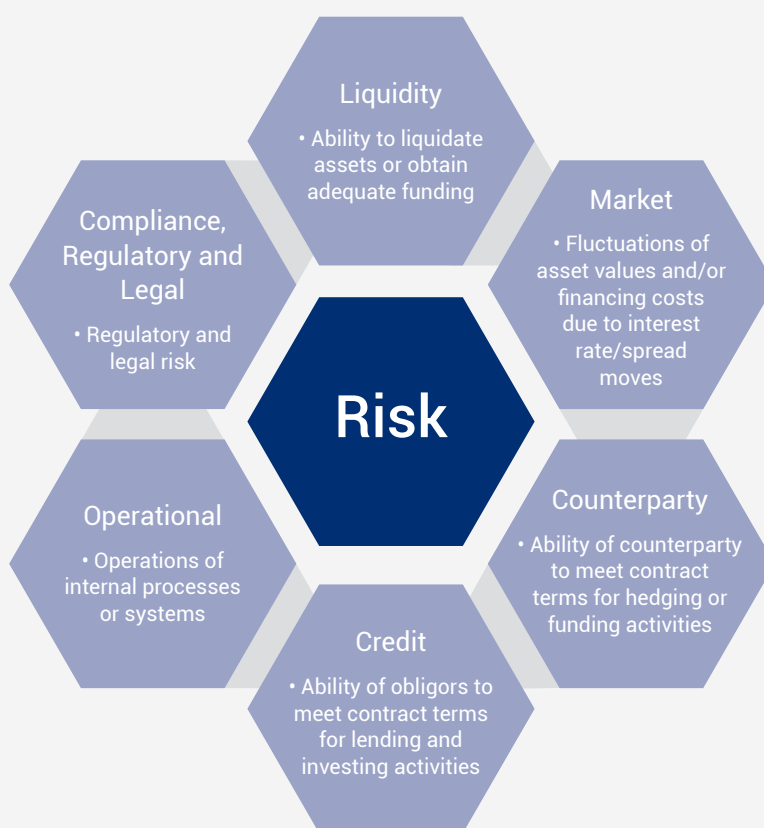 Liquidity
• Ability to liquidate
assets or obtain
adequate funding
Market
• Fluctuations of
asset values and/or
financing costs
due to interest
rate/spread
moves
Compliance,
Regulatory and
Legal
• Regulatory and
legal risk
Risk
Counterparty
• Ability of counterparty
to meet contract
terms for hedging or
funding activities
Operational
• Operations of
internal processes
or systems
Credit
• Ability of obligors to
meet contract terms
for lending and
investing activities